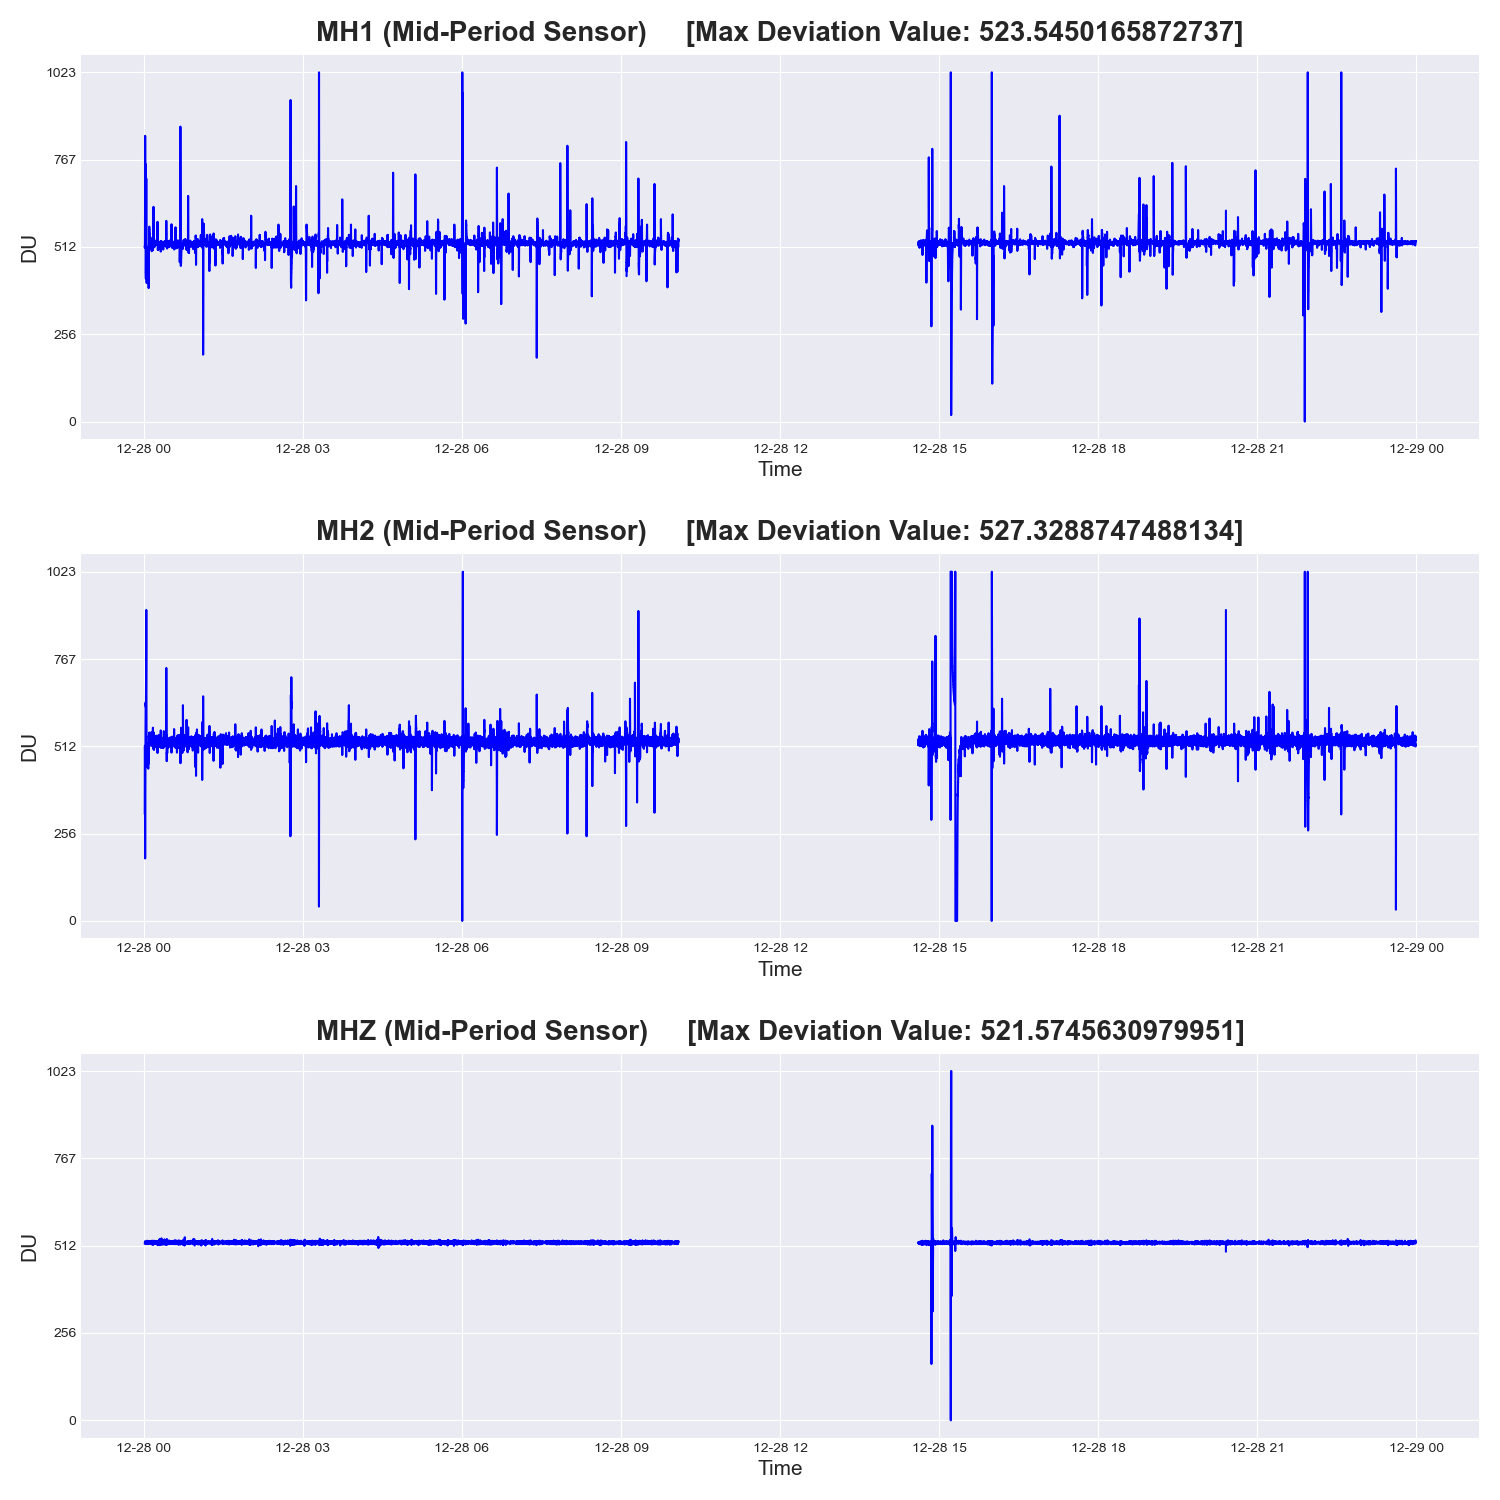 MH1 (Mid-Period Sensor) [Max Deviation Value: 523.5450165872737]
1023
767
512
256
0
DU
12-28 00 12-28 03 12-28 06 12-28 09 12-28 12 12-28 15 12-28 18 12-28 21 12-29 00
Time
MH2 (Mid-Period Sensor) [Max Deviation Value: 527.3288747488134]
1023
767
512
256
0
DU
12-28 00 12-28 03 12-28 06 12-28 09 12-28 12 12-28 15 12-28 18 12-28 21 12-29 00
Time
MHZ (Mid-Period Sensor) [Max Deviation Value: 521.5745630979951]
1023
767
512
256
0
DU
12-28 00 12-28 03 12-28 06 12-28 09 12-28 12 12-28 15 12-28 18 12-28 21 12-29 00
Time